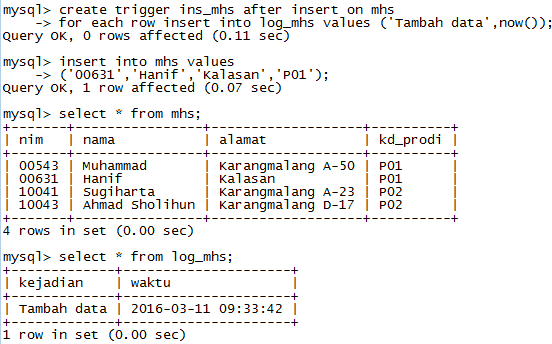 mysql> create trigger ins_mhs after insert on mhs
    -> for each row insert into log_mhs values ('Tambah data',now());
Query OK, 0 rows affected (0.11 sec)

mysql> insert into mhs values
    -> ('00631','Hanif','Kalasan','P01');
Query OK, 1 row affected (0.07 sec)

mysql> select * from mhs;
+-------+----------------+-------------------+----------+
| nim   | nama           | alamat            | kd_prodi |
+-------+----------------+-------------------+----------+
| 00543 | Muhammad       | Karangmalang A-50 | P01      |
| 00631 | Hanif          | Kalasan           | P01      |
| 10041 | Sugiharta      | Karangmalang A-23 | P02      |
| 10043 | Ahmad Sholihun | Karangmalang D-17 | P02      |
+-------+----------------+-------------------+----------+
4 rows in set (0.00 sec)

mysql> select * from log_mhs;
+-------------+---------------------+
| kejadian    | waktu               |
+-------------+---------------------+
| Tambah data | 2016-03-11 09:33:42 |
+-------------+---------------------+
1 row in set (0.00 sec)